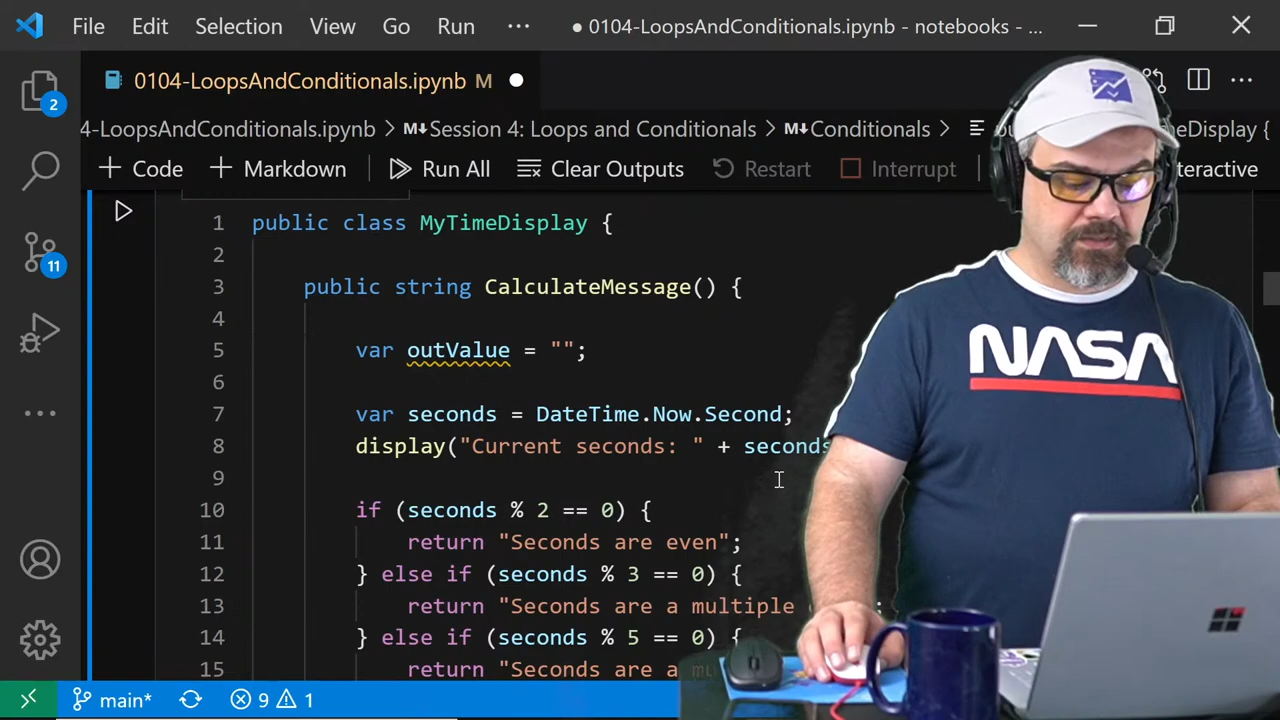 File Edit Selection View Go Run ··· ● 0104-LoopsAndConditionals.ipynb - notebooks - ...
0104-LoopsAndConditionals.ipynb M
4-LoopsAndConditionals.ipynb > Session 4: Loops and Conditionals > Conditionals > TimeDisplay {
+ Code + Markdown Run All Clear Outputs Restart Interrupt
2
11
1 public class MyTimeDisplay {
2
3 public string CalculateMessage() {
4
5 var outValue = "";
6
7 var seconds = DateTime.Now.Second;
8 display("Current seconds: " + seconds
9
10 if (seconds % 2 == 0) {
11 return "Seconds are even";
12 } else if (seconds % 3 == 0) {
13 return "Seconds are a multiple
14 } else if (seconds % 5 == 0) {
15 return "Seconds are a
NASA
main* 9 1